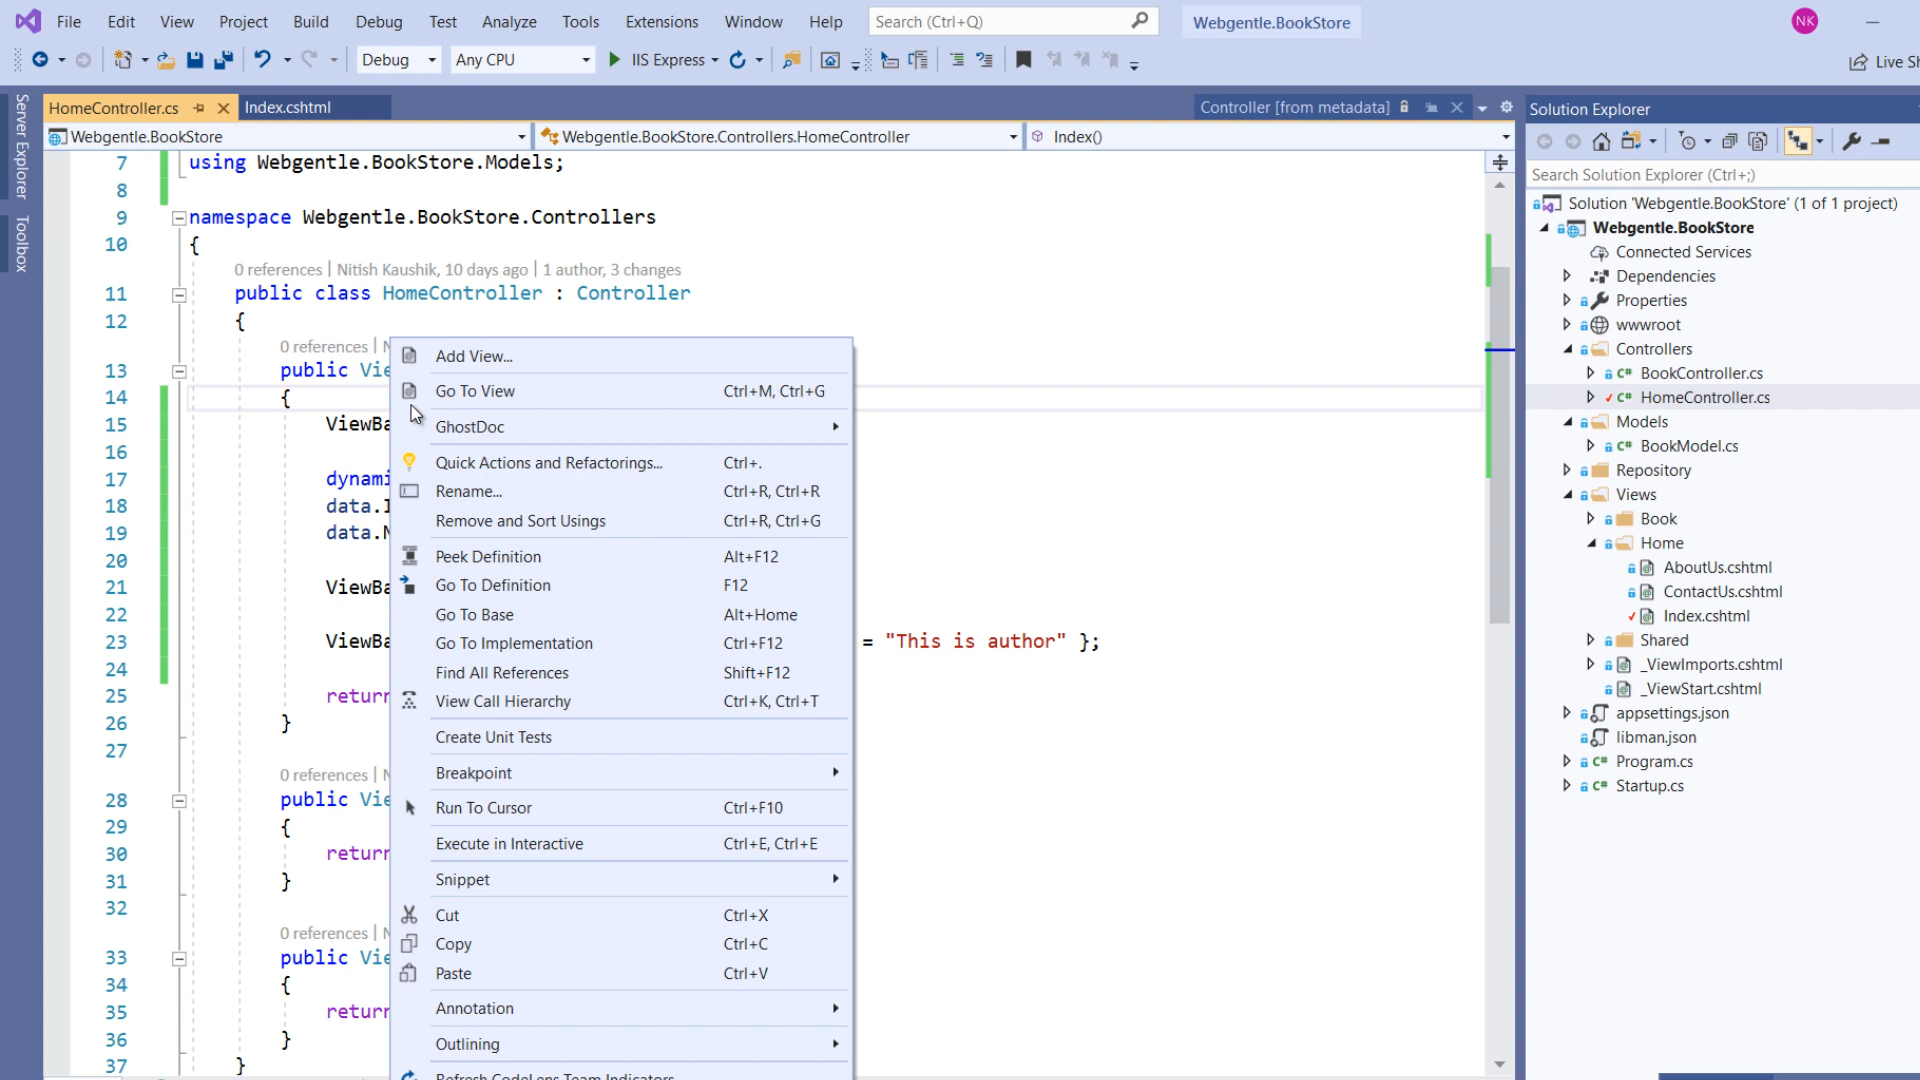 File Edit View Project Build Debug Test Analyze Tools Extensions Window Help Search (Ctrl+Q) Webgentle.BookStore NK
Debug Any CPU IIS Express Live
HomeController.cs Index.cshtml Controller [from metadata] Solution Explorer
Webgentle.BookStore Webgentle.BookStore.Controllers.HomeController Index()
Search Solution Explorer (Ctrl+;)
Server Explorer
Toolbox
7 using Webgentle.BookStore.Models;
8
9 namespace Webgentle.BookStore.Controllers
10 {
0 references | Nitish Kaushik, 10 days ago | 1 author, 3 changes
11 public class HomeController : Controller
12 {
0 references |
13 public
14 {
15
16
17
18 data.
19 data.
20
21
22
23 = "This is author" };
24
25 return
26 }
27
0 references |
28 public
29 {
30 return
31 }
32
0 references |
33 public
34 {
35 return
36 }
37 }
Add View...
Go To View Ctrl+M, Ctrl+G
GhostDoc
Quick Actions and Refactorings... Ctrl+.
Rename... Ctrl+R, Ctrl+R
Remove and Sort Usings Ctrl+R, Ctrl+G
Peek Definition Alt+F12
Go To Definition F12
Go To Base Alt+Home
Go To Implementation Ctrl+F12
Find All References Shift+F12
View Call Hierarchy Ctrl+K, Ctrl+T
Create Unit Tests
Breakpoint
Run To Cursor Ctrl+F10
Execute in Interactive Ctrl+E, Ctrl+E
Snippet
Cut Ctrl+X
Copy Ctrl+C
Paste Ctrl+V
Annotation
Outlining
Refresh CodeLens Team Indicators
Solution 'Webgentle.BookStore' (1 of 1 project)
Webgentle.BookStore
Connected Services
Dependencies
Properties
wwwroot
Controllers
C# BookController.cs
C# HomeController.cs
Models
C# BookModel.cs
Repository
Views
Book
Home
AboutUs.cshtml
ContactUs.cshtml
Index.cshtml
Shared
_ViewImports.cshtml
_ViewStart.cshtml
appsettings.json
libman.json
C# Program.cs
C# Startup.cs